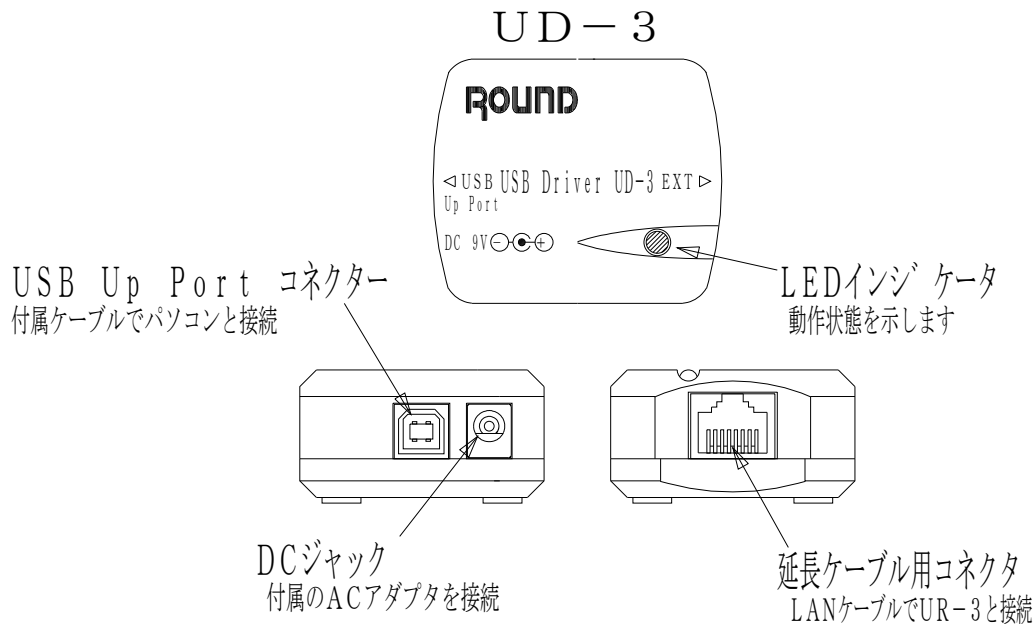 UD-3
ROUND
◁USB USB Driver UD-3 EXT▷
Up Port
DC 9V
USB Up Port コネクター
付属ケーブルでパソコンと接続
LEDインジケータ
動作状態を示します
DCジャック
付属のACアダプタを接続
延長ケーブル用コネクタ
LANケーブルでUR-3と接続